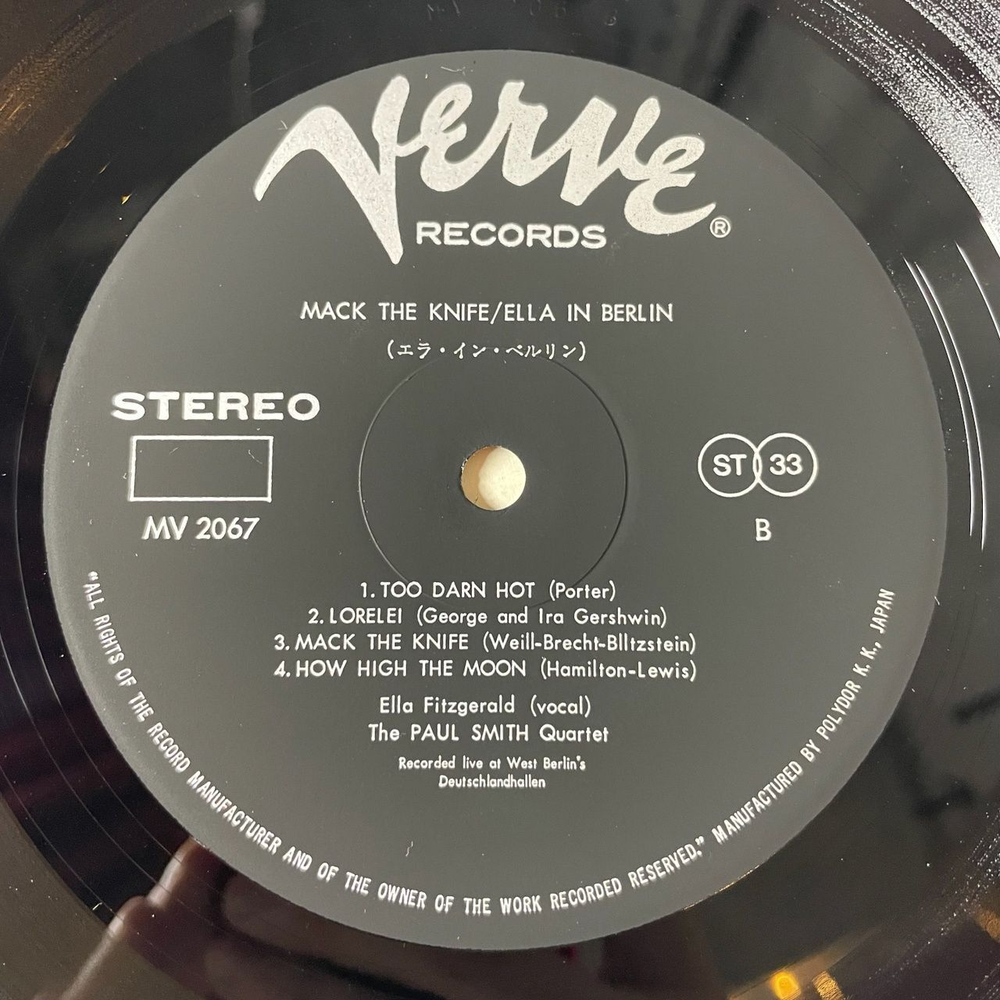 Verve
RECORDS ®
MACK THE KNIFE/ELLA IN BERLIN
(エラ・イン・ベルリン)
STEREO
MV 2067
ST 33
B
1. TOO DARN HOT (Porter)
2. LORELEI (George and Ira Gershwin)
3. MACK THE KNIFE (Weill-Brecht-Blltzstein)
4. HOW HIGH THE MOON (Hamilton-Lewis)
Ella Fitzgerald (vocal)
The PAUL SMITH Quartet
Recorded live at West Berlin's
Deutschlandhallen
"ALL RIGHTS OF THE RECORD MANUFACTURER AND OF THE OWNER OF THE WORK RECORDED RESERVED." MANUFACTURED BY POLYDOR K. K., JAPAN